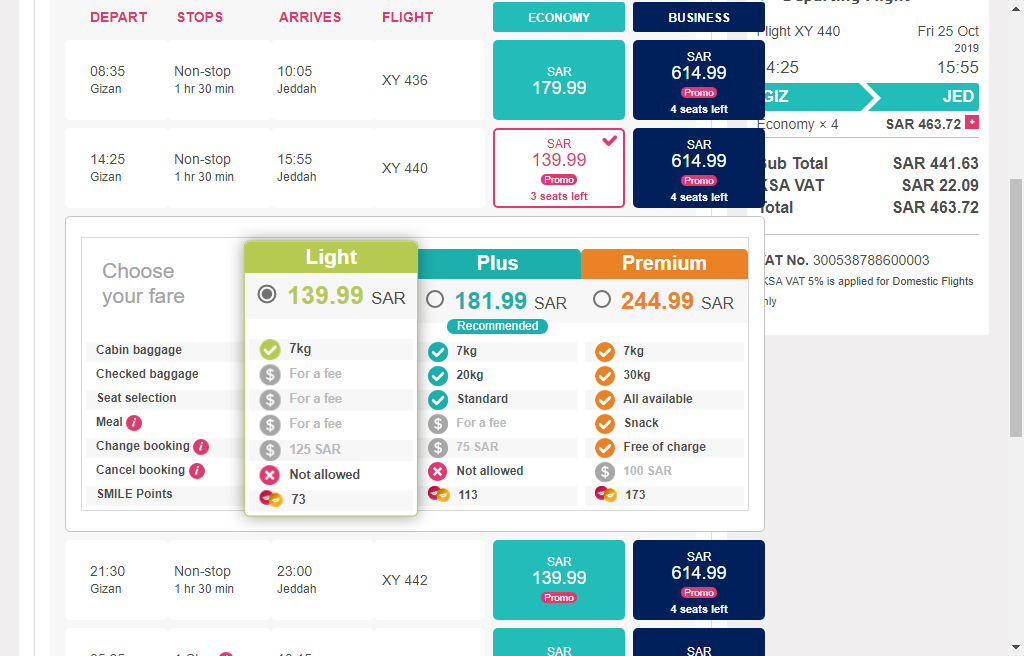 DEPART STOPS ARRIVES FLIGHT ECONOMY BUSINESS
08:35 Non-stop 10:05 XY 436 SAR 179.99 SAR 614.99
Gizan 1 hr 30 min Jeddah Promo
4 seats left
14:25 Non-stop 15:55 XY 440 SAR 139.99 SAR 614.99
Gizan 1 hr 30 min Jeddah Promo Promo
3 seats left 4 seats left
Choose
your fare
Light Plus Premium
139.99 SAR 181.99 SAR 244.99 SAR
Recommended
Cabin baggage 7kg 7kg 7kg
Checked baggage $ For a fee 20kg 30kg
Seat selection $ For a fee Standard All available
Meal i $ For a fee $ For a fee Snack
Change booking i $ 125 SAR $ 75 SAR Free of charge
Cancel booking i Not allowed Not allowed $ 100 SAR
SMILE Points 73 113 173
21:30 Non-stop 23:00 XY 442 SAR 139.99 SAR 614.99
Gizan 1 hr 30 min Jeddah Promo Promo
4 seats left
SAR SAR
Flight XY 440 Fri 25 Oct
2019
14:25 15:55
GIZ JED
Economy × 4 SAR 463.72 +
Sub Total SAR 441.63
KSA VAT SAR 22.09
Total SAR 463.72
VAT No. 300538788600003
KSA VAT 5% is applied for Domestic Flights
only